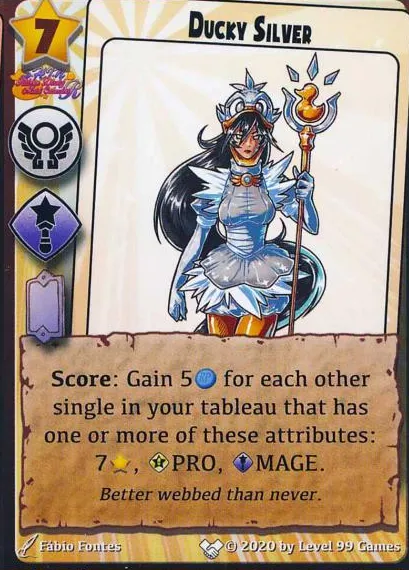 7
DUCKY SILVER
Score: Gain 5 for each other
single in your tableau that has
one or more of these attributes:
7, PRO, MAGE.
Better webbed than never.
Fábio Fontes
© 2020 by Level 99 Games